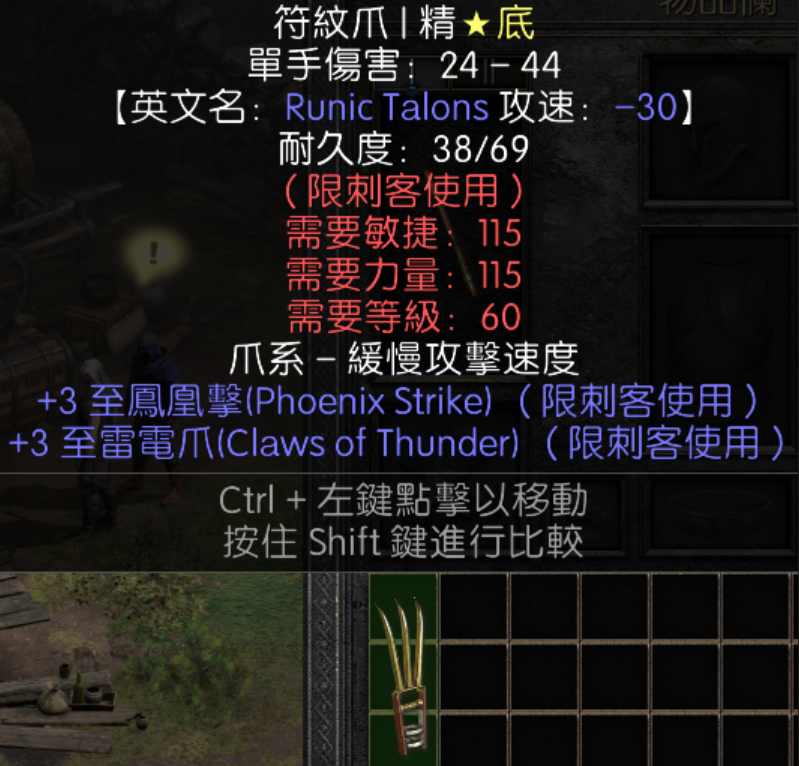 符紋爪 | 精★底
單手傷害: 24 – 44
【英文名: Runic Talons 攻速: –30】
耐久度: 38/69
( 限刺客使用 )
需要敏捷: 115
需要力量: 115
需要等級: 60
爪系 – 緩慢攻擊速度
+3 至鳳凰擊(Phoenix Strike) ( 限刺客使用 )
+3 至雷電爪(Claws of Thunder) ( 限刺客使用 )
Ctrl + 左鍵點擊以移動
按住 Shift 鍵進行比較